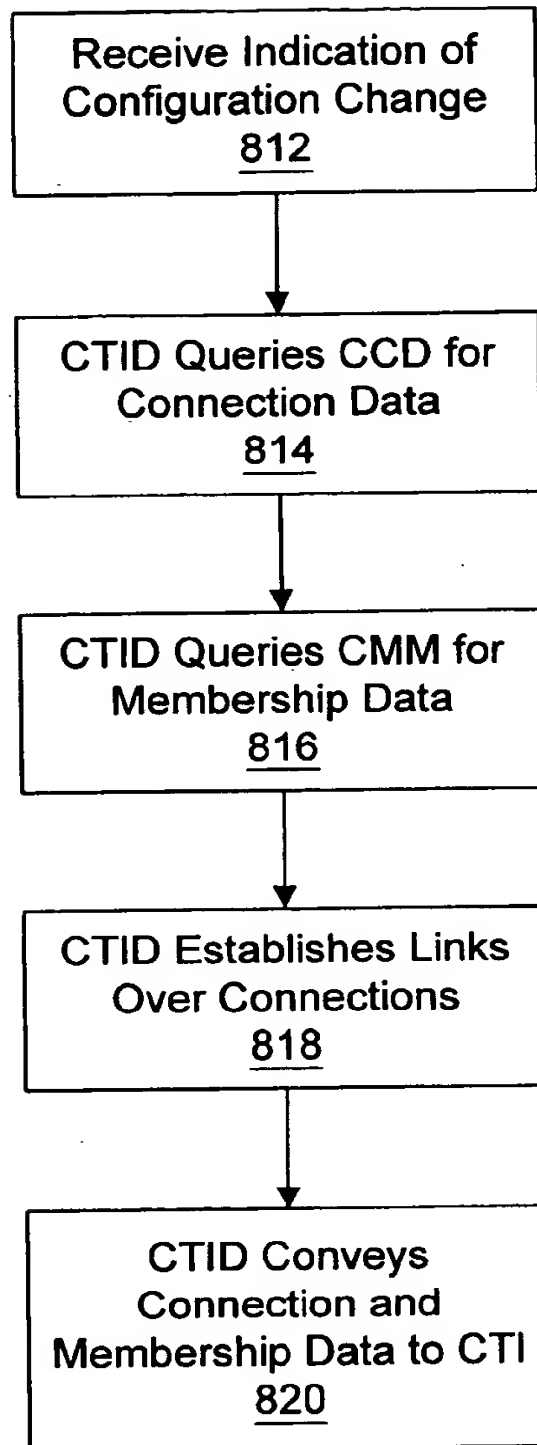 Receive Indication of
Configuration Change
812
CTID Queries CCD for
Connection Data
814
CTID Queries CMM for
Membership Data
816
CTID Establishes Links
Over Connections
818
CTID Conveys
Connection and
Membership Data to CTI
820